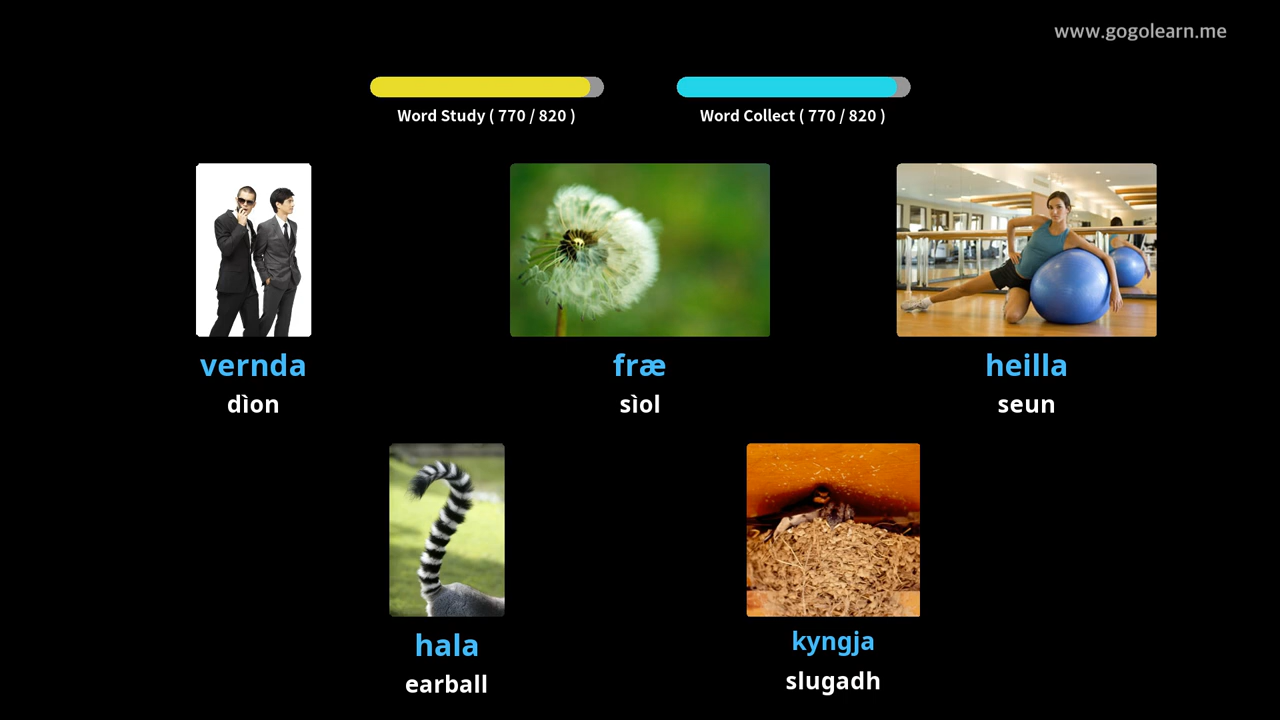 www.gogolearn.me
Word Study ( 770 / 820 )
Word Collect ( 770 / 820 )
vernda
dìon
fræ
sìol
heilla
seun
hala
earball
kyngja
slugadh